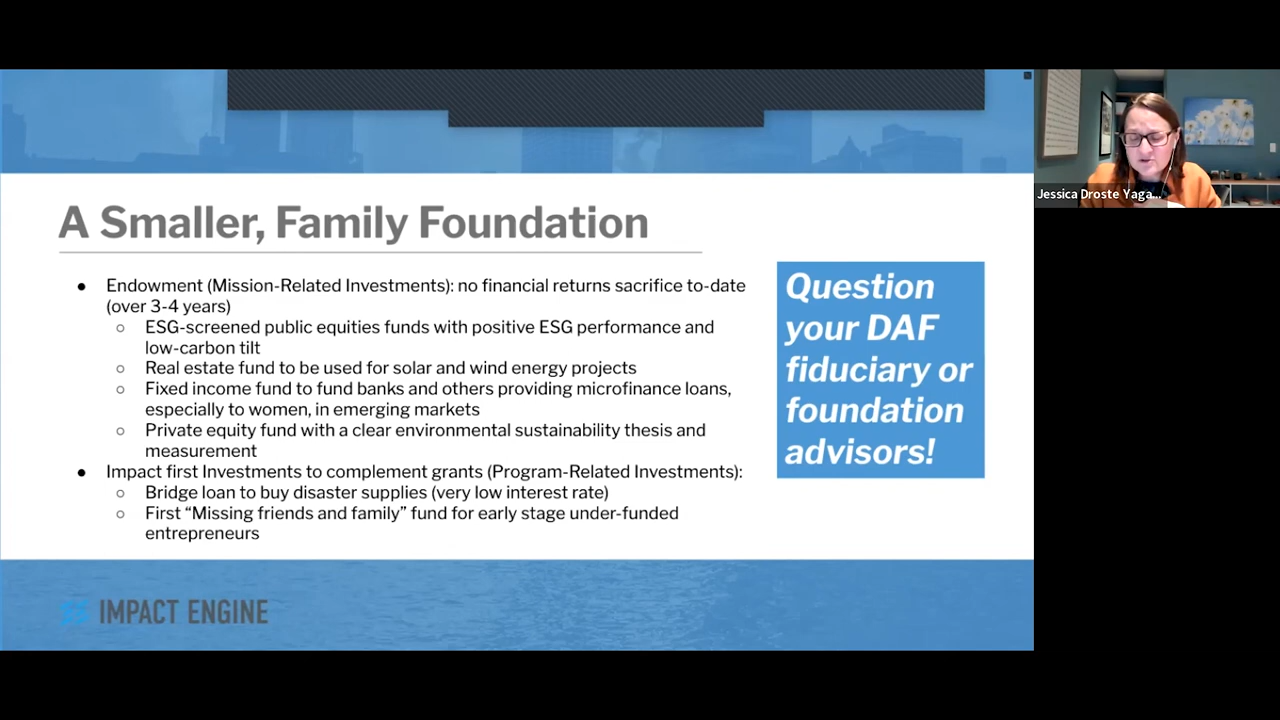 A Smaller, Family Foundation
● Endowment (Mission-Related Investments): no financial returns sacrifice to-date
(over 3-4 years)
○ ESG-screened public equities funds with positive ESG performance and
low-carbon tilt
○ Real estate fund to be used for solar and wind energy projects
○ Fixed income fund to fund banks and others providing microfinance loans,
especially to women, in emerging markets
○ Private equity fund with a clear environmental sustainability thesis and
measurement
● Impact first Investments to complement grants (Program-Related Investments):
○ Bridge loan to buy disaster supplies (very low interest rate)
○ First “Missing friends and family” fund for early stage under-funded
entrepreneurs
Question
your DAF
fiduciary or
foundation
advisors!
IMPACT ENGINE
Jessica Droste Yaga...